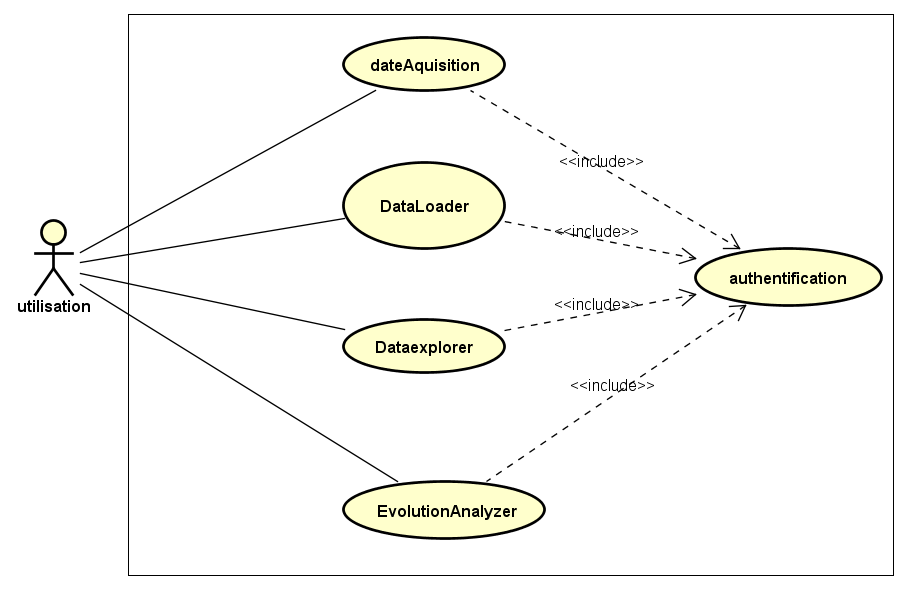 dateAquisition
<<include>>
DataLoader
<<include>>
authentification
utilisation
<<include>>
Dataexplorer
<<include>>
EvolutionAnalyzer